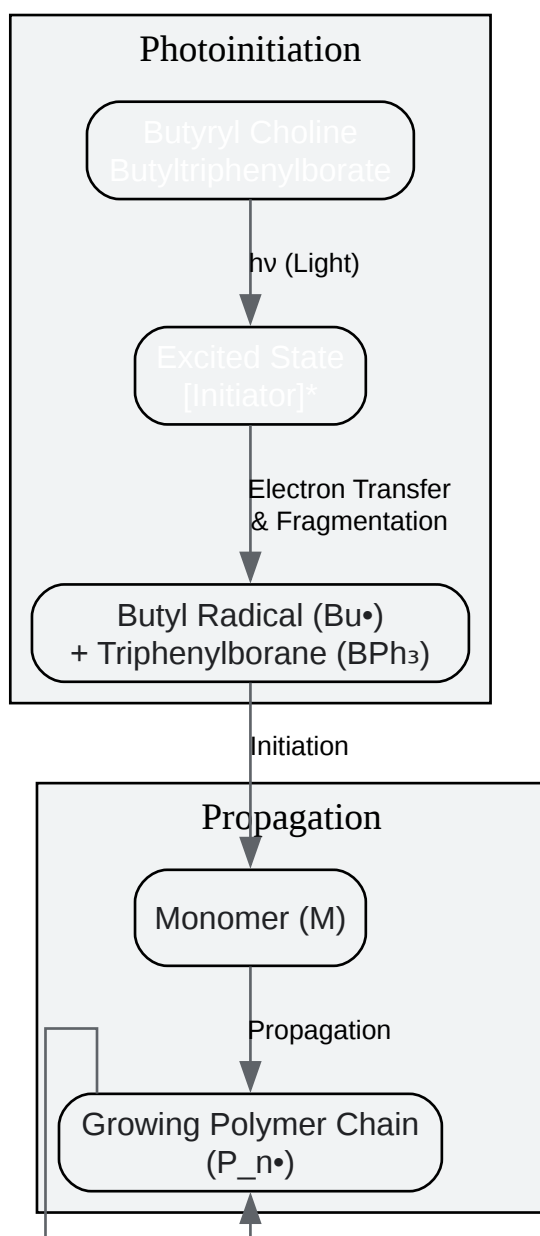 Photoinitiation
Butyryl Choline
Butyltriphenylborate
hν (Light)
Excited State
[Initiator]*
Electron Transfer
& Fragmentation
Butyl Radical (Bu•)
+ Triphenylborane (BPh₃)
Initiation
Propagation
Monomer (M)
Propagation
Growing Polymer Chain
(P_n•)